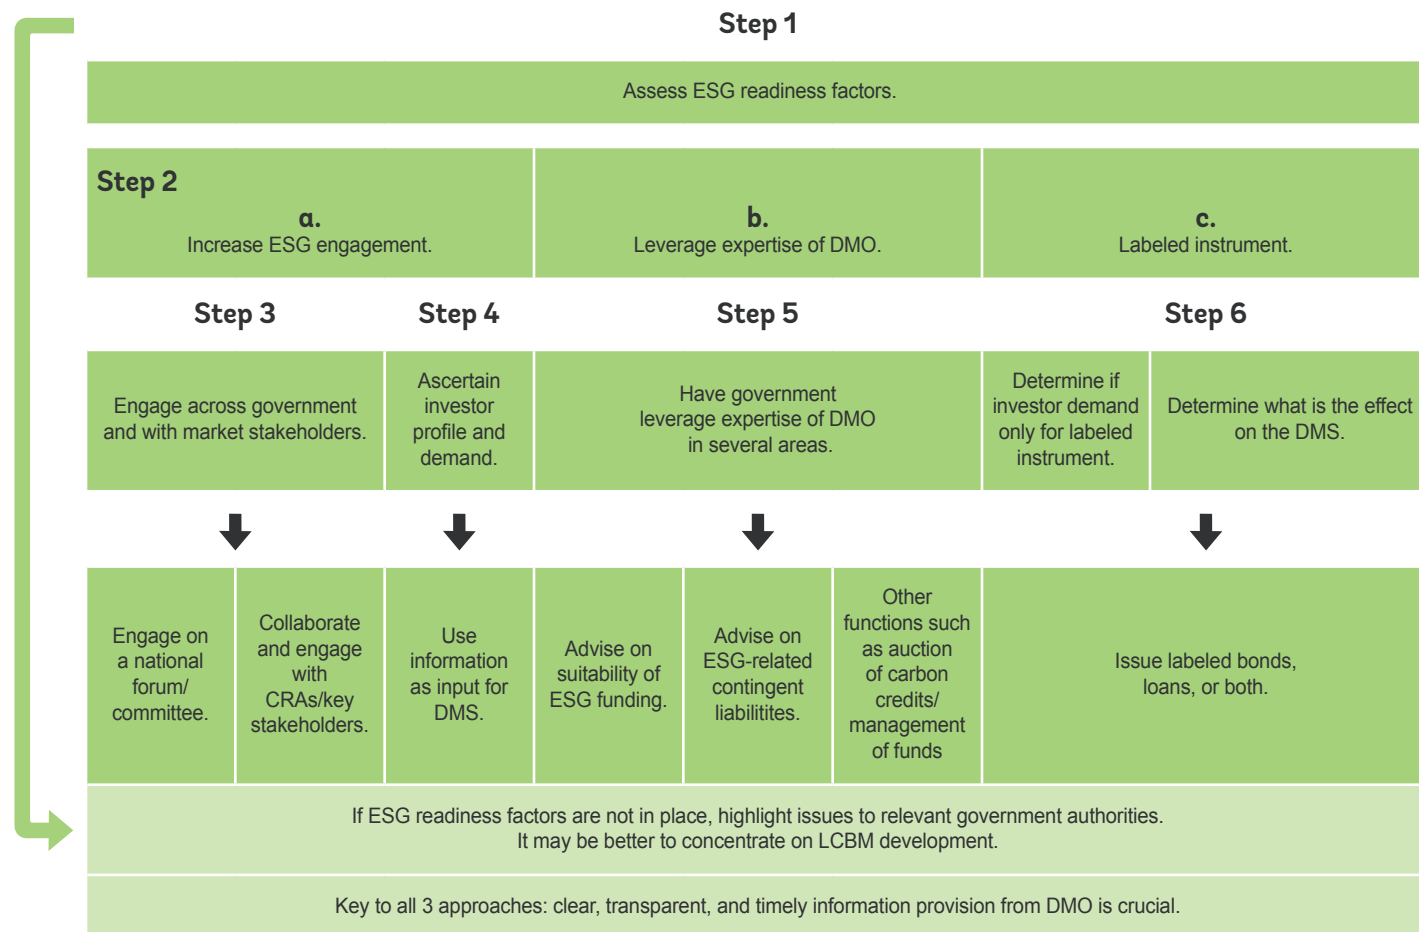 Step 1
Assess ESG readiness factors.
Step 2
a.
Increase ESG engagement.
b.
Leverage expertise of DMO.
c.
Labeled instrument.
Step 3
Step 4
Step 5
Step 6
Engage across government
and with market stakeholders.
Ascertain
investor
profile and
demand.
Have government
leverage expertise of DMO
in several areas.
Determine if
investor demand
only for labeled
instrument.
Determine what is the effect
on the DMS.
Engage on
a national
forum/
committee.
Collaborate
and engage
with
CRAs/key
stakeholders.
Use
information
as input for
DMS.
Advise on
suitability of
ESG funding.
Advise on
ESG-related
contingent
liabilitites.
Other
functions such
as auction
of carbon
credits/
management
of funds
Issue labeled bonds,
loans, or both.
If ESG readiness factors are not in place, highlight issues to relevant government authorities.
It may be better to concentrate on LCBM development.
Key to all 3 approaches: clear, transparent, and timely information provision from DMO is crucial.